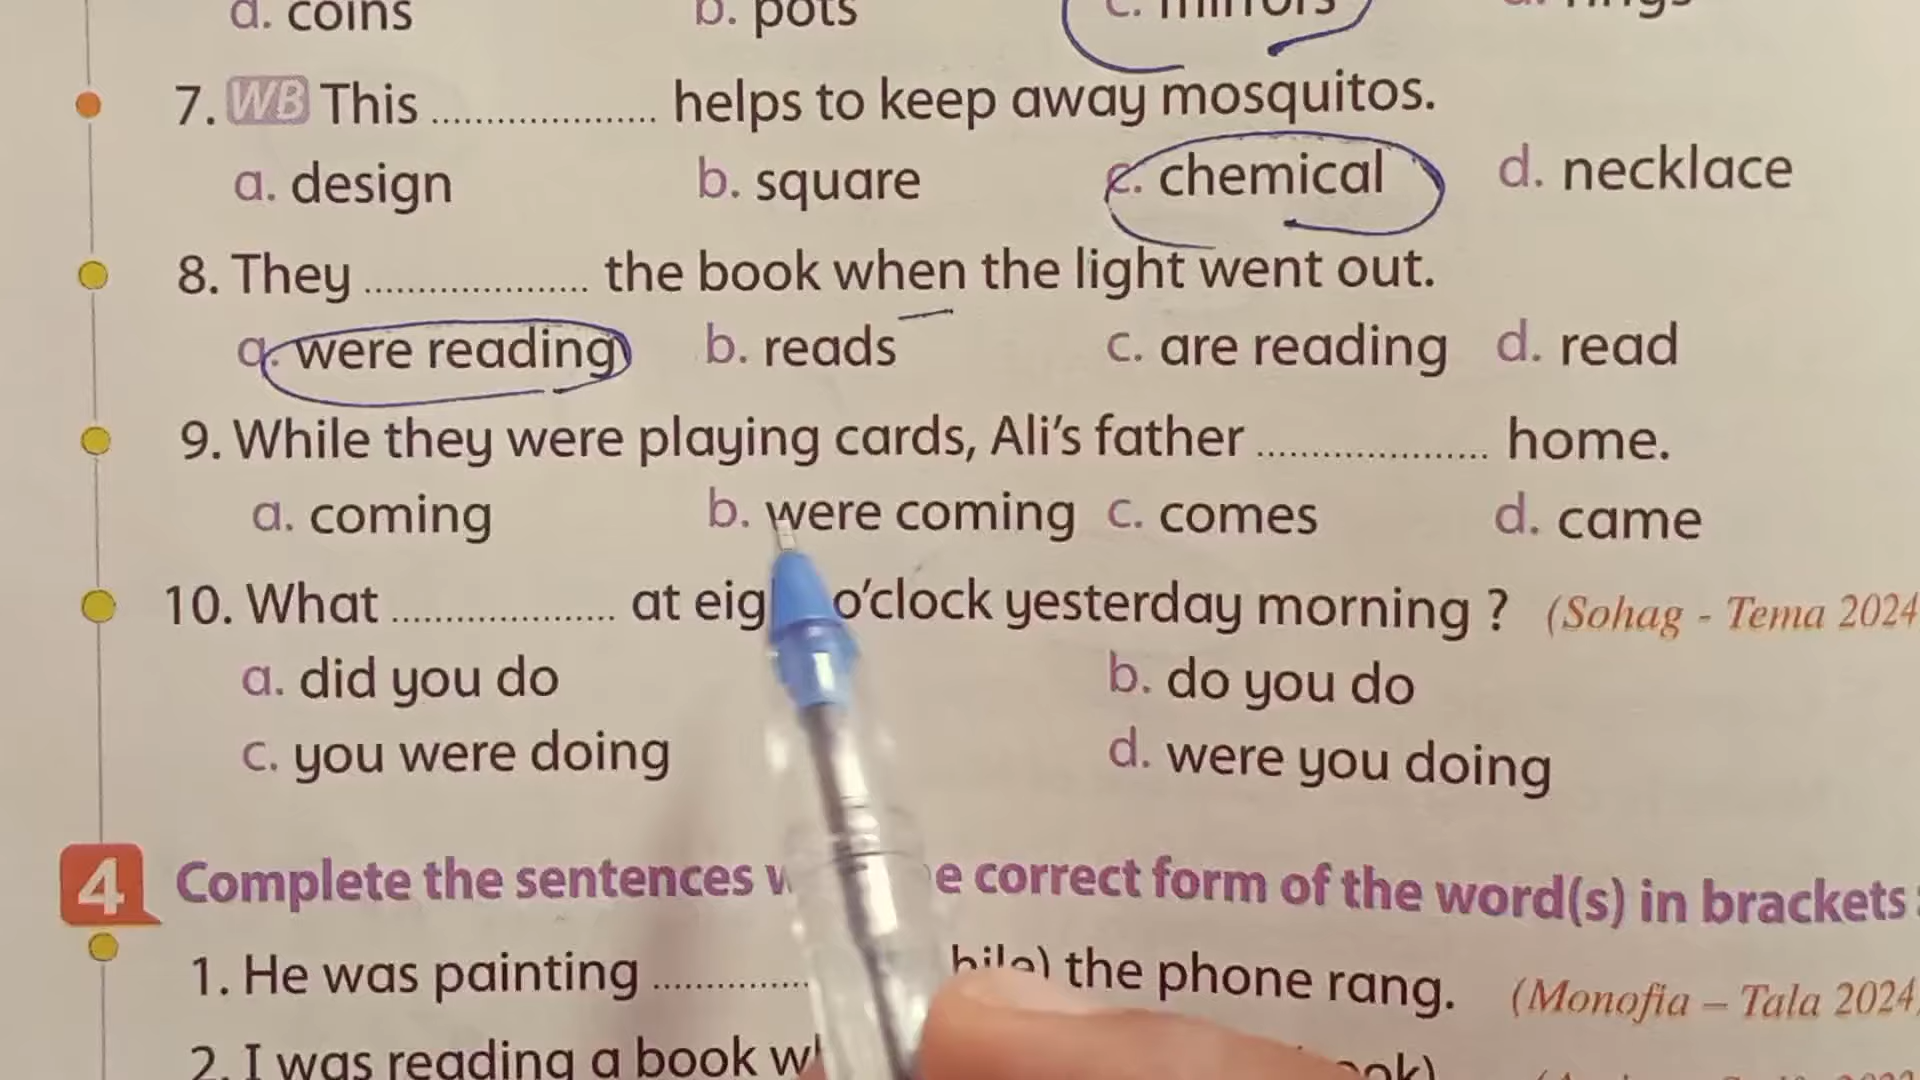 a. coins b. pots c. mirrors d. rings
7. WB This .................... helps to keep away mosquitos.
a. design b. square c. chemical d. necklace
8. They .................... the book when the light went out.
a. were reading b. reads c. are reading d. read
9. While they were playing cards, Ali's father .................... home.
a. coming b. were coming c. comes d. came
10. What .................... at eig o'clock yesterday morning ? (Sohag - Tema 2024
a. did you do b. do you do
c. you were doing d. were you doing
4 Complete the sentences w e correct form of the word(s) in brackets :
1. He was painting .............. hile) the phone rang. (Monofia – Tala 2024)
2. I was reading a book